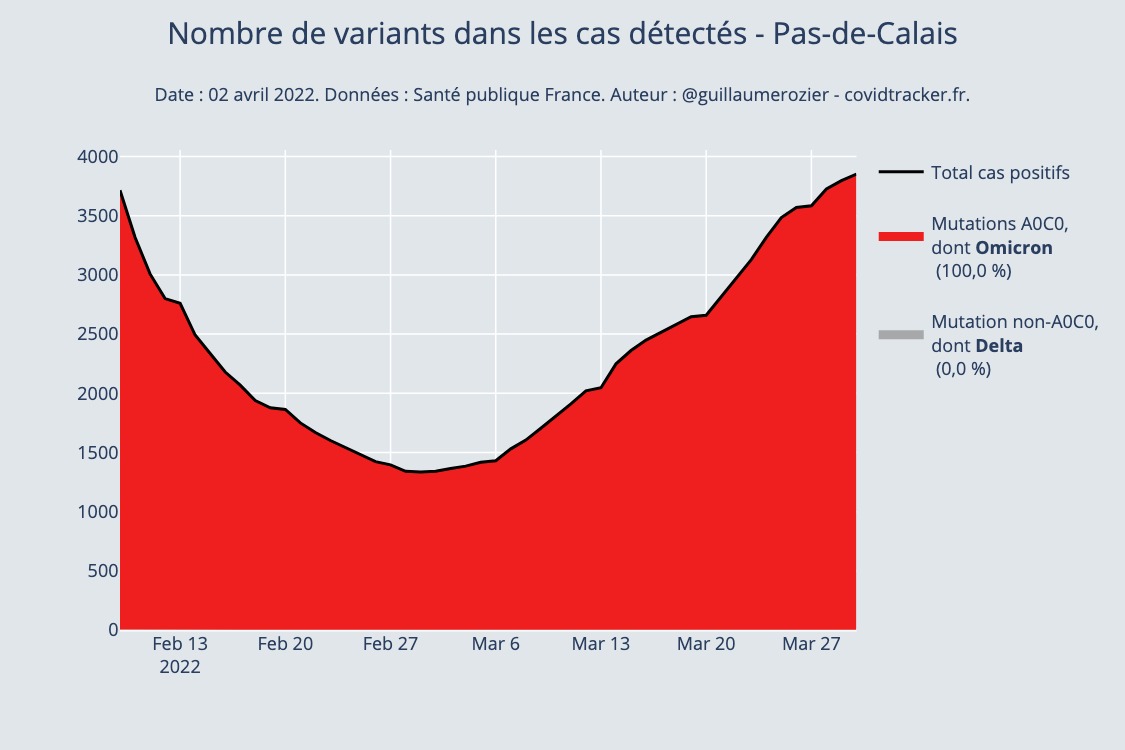 Nombre de variants dans les cas détectés - Pas-de-Calais
Date : 02 avril 2022. Données : Santé publique France. Auteur : @guillaumerozier - covidtracker.fr.
4000
3500
3000
2500
2000
1500
1000
500
0
Feb 13
2022
Feb 20
Feb 27
Mar 6
Mar 13
Mar 20
Mar 27
Total cas positifs
Mutations A0C0,
dont Omicron
(100,0 %)
Mutation non-A0C0,
dont Delta
(0,0 %)